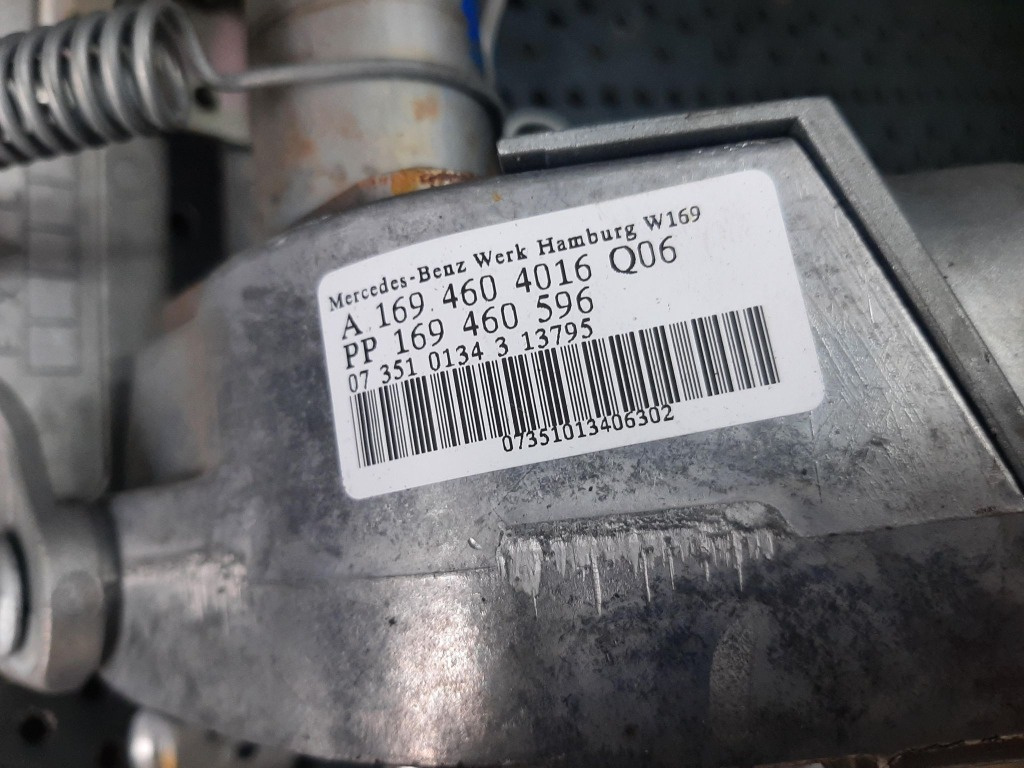 Mercedes-Benz Werk Hamburg W169
A 169 460 4016 Q06
PP 169 460 596
07 351 0134 3 13795
07351013406302